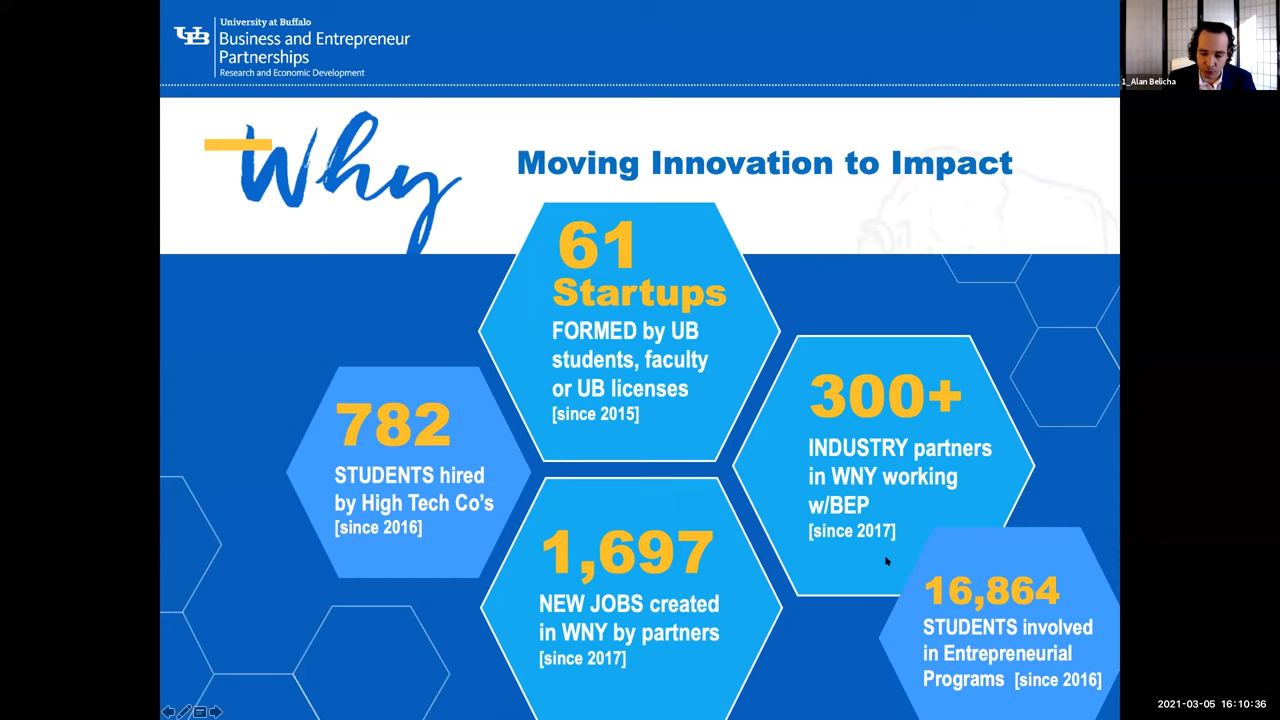 University at Buffalo
UB
Business and Entrepreneur
Partnerships
Research and Economic Development
1_Alan Belicha
Why
Moving Innovation to Impact
61
Startups
FORMED by UB
students, faculty
or UB licenses
[since 2015]
782
STUDENTS hired
by High Tech Co's
[since 2016]
300+
INDUSTRY partners
in WNY working
w/BEP
[since 2017]
1,697
NEW JOBS created
in WNY by partners
[since 2017]
16,864
STUDENTS involved
in Entrepreneurial
Programs [since 2016]
2021-03-05 16:10:36